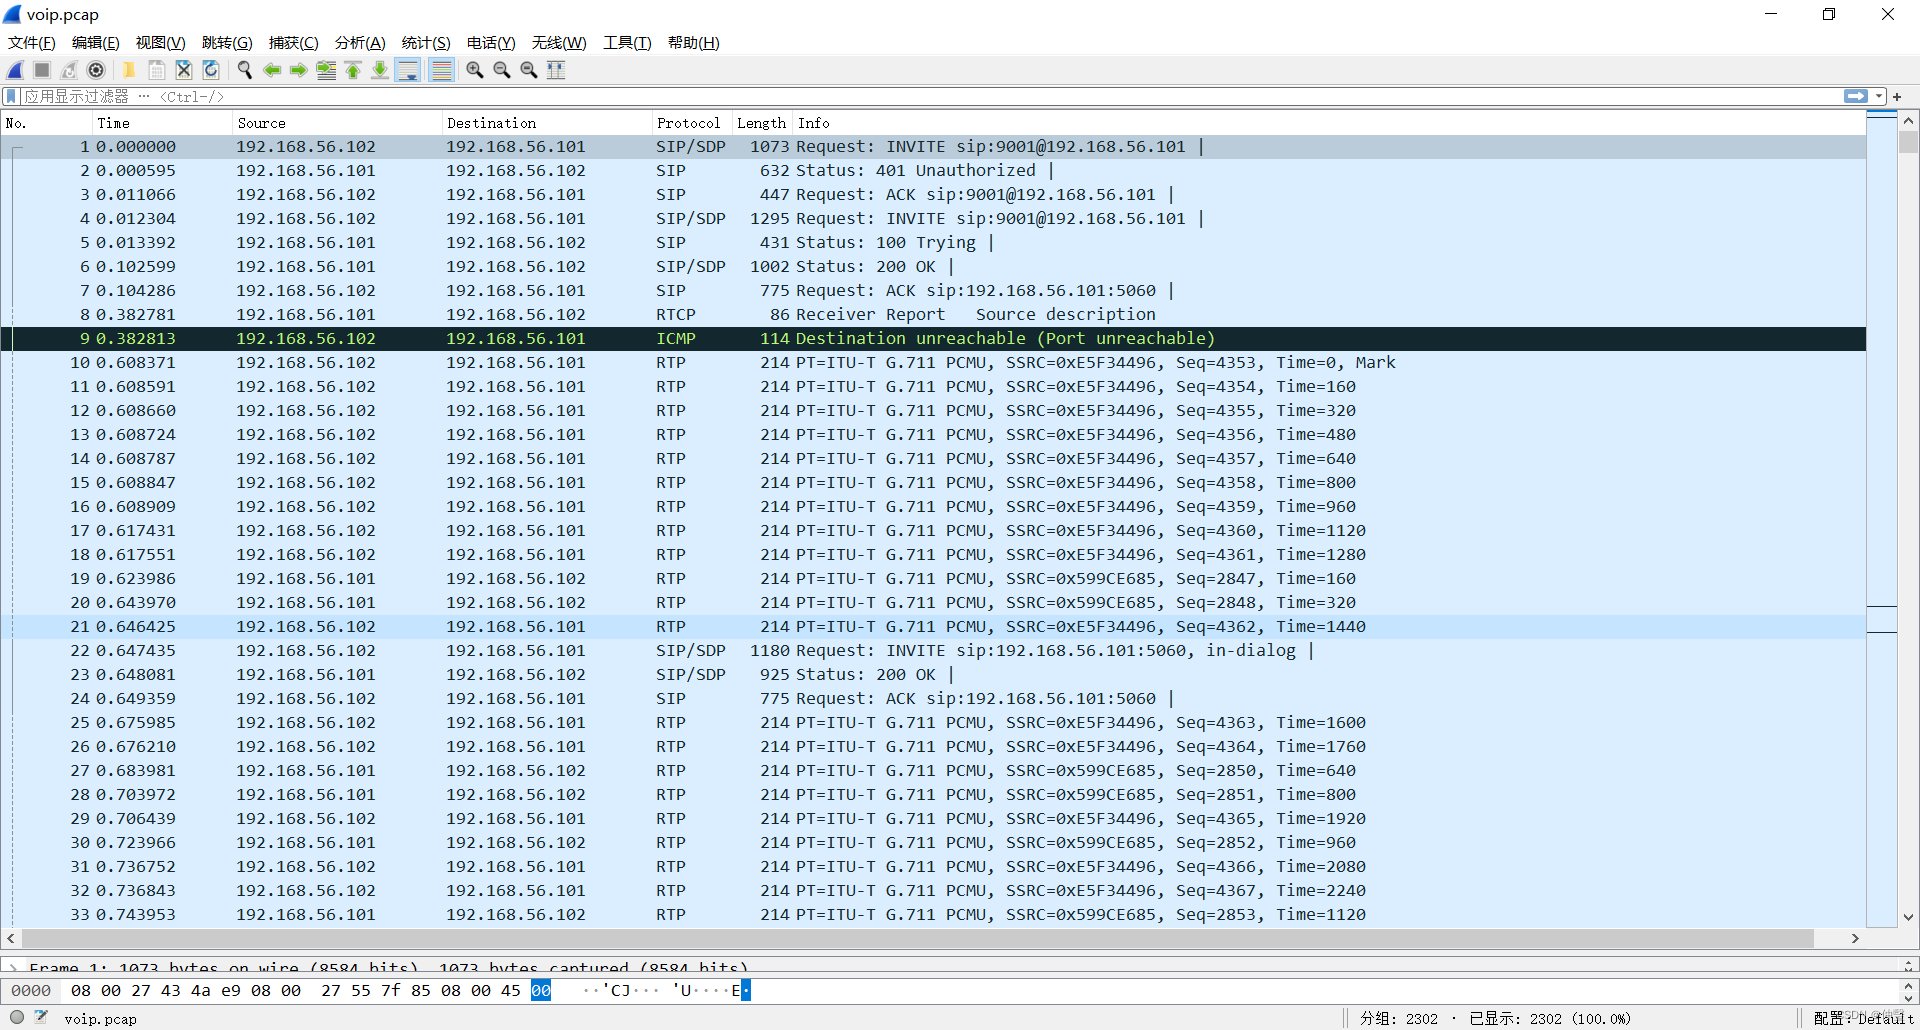 voip.pcap
文件(F) 编辑(E) 视图(V) 跳转(G) 捕获(C) 分析(A) 统计(S) 电话(Y) 无线(W) 工具(T) 帮助(H)
应用显示过滤器 … <Ctrl-/>
No. Time Source Destination Protocol Length Info
1 0.000000 192.168.56.102 192.168.56.101 SIP/SDP 1073 Request: INVITE sip:9001@192.168.56.101 |
2 0.000595 192.168.56.101 192.168.56.102 SIP 632 Status: 401 Unauthorized |
3 0.011066 192.168.56.102 192.168.56.101 SIP 447 Request: ACK sip:9001@192.168.56.101 |
4 0.012304 192.168.56.102 192.168.56.101 SIP/SDP 1295 Request: INVITE sip:9001@192.168.56.101 |
5 0.013392 192.168.56.101 192.168.56.102 SIP 431 Status: 100 Trying |
6 0.102599 192.168.56.101 192.168.56.102 SIP/SDP 1002 Status: 200 OK |
7 0.104286 192.168.56.102 192.168.56.101 SIP 775 Request: ACK sip:192.168.56.101:5060 |
8 0.382781 192.168.56.101 192.168.56.102 RTCP 86 Receiver Report Source description
9 0.382813 192.168.56.102 192.168.56.101 ICMP 114 Destination unreachable (Port unreachable)
10 0.608371 192.168.56.102 192.168.56.101 RTP 214 PT=ITU-T G.711 PCMU, SSRC=0xE5F34496, Seq=4353, Time=0, Mark
11 0.608591 192.168.56.102 192.168.56.101 RTP 214 PT=ITU-T G.711 PCMU, SSRC=0xE5F34496, Seq=4354, Time=160
12 0.608660 192.168.56.102 192.168.56.101 RTP 214 PT=ITU-T G.711 PCMU, SSRC=0xE5F34496, Seq=4355, Time=320
13 0.608724 192.168.56.102 192.168.56.101 RTP 214 PT=ITU-T G.711 PCMU, SSRC=0xE5F34496, Seq=4356, Time=480
14 0.608787 192.168.56.102 192.168.56.101 RTP 214 PT=ITU-T G.711 PCMU, SSRC=0xE5F34496, Seq=4357, Time=640
15 0.608847 192.168.56.102 192.168.56.101 RTP 214 PT=ITU-T G.711 PCMU, SSRC=0xE5F34496, Seq=4358, Time=800
16 0.608909 192.168.56.102 192.168.56.101 RTP 214 PT=ITU-T G.711 PCMU, SSRC=0xE5F34496, Seq=4359, Time=960
17 0.617431 192.168.56.102 192.168.56.101 RTP 214 PT=ITU-T G.711 PCMU, SSRC=0xE5F34496, Seq=4360, Time=1120
18 0.617551 192.168.56.102 192.168.56.101 RTP 214 PT=ITU-T G.711 PCMU, SSRC=0xE5F34496, Seq=4361, Time=1280
19 0.623986 192.168.56.101 192.168.56.102 RTP 214 PT=ITU-T G.711 PCMU, SSRC=0x599CE685, Seq=2847, Time=160
20 0.643970 192.168.56.101 192.168.56.102 RTP 214 PT=ITU-T G.711 PCMU, SSRC=0x599CE685, Seq=2848, Time=320
21 0.646425 192.168.56.102 192.168.56.101 RTP 214 PT=ITU-T G.711 PCMU, SSRC=0xE5F34496, Seq=4362, Time=1440
22 0.647435 192.168.56.102 192.168.56.101 SIP/SDP 1180 Request: INVITE sip:192.168.56.101:5060, in-dialog |
23 0.648081 192.168.56.101 192.168.56.102 SIP/SDP 925 Status: 200 OK |
24 0.649359 192.168.56.102 192.168.56.101 SIP 775 Request: ACK sip:192.168.56.101:5060 |
25 0.675985 192.168.56.102 192.168.56.101 RTP 214 PT=ITU-T G.711 PCMU, SSRC=0xE5F34496, Seq=4363, Time=1600
26 0.676210 192.168.56.102 192.168.56.101 RTP 214 PT=ITU-T G.711 PCMU, SSRC=0xE5F34496, Seq=4364, Time=1760
27 0.683981 192.168.56.101 192.168.56.102 RTP 214 PT=ITU-T G.711 PCMU, SSRC=0x599CE685, Seq=2850, Time=640
28 0.703972 192.168.56.101 192.168.56.102 RTP 214 PT=ITU-T G.711 PCMU, SSRC=0x599CE685, Seq=2851, Time=800
29 0.706439 192.168.56.102 192.168.56.101 RTP 214 PT=ITU-T G.711 PCMU, SSRC=0xE5F34496, Seq=4365, Time=1920
30 0.723966 192.168.56.101 192.168.56.102 RTP 214 PT=ITU-T G.711 PCMU, SSRC=0x599CE685, Seq=2852, Time=960
31 0.736752 192.168.56.102 192.168.56.101 RTP 214 PT=ITU-T G.711 PCMU, SSRC=0xE5F34496, Seq=4366, Time=2080
32 0.736843 192.168.56.102 192.168.56.101 RTP 214 PT=ITU-T G.711 PCMU, SSRC=0xE5F34496, Seq=4367, Time=2240
33 0.743953 192.168.56.101 192.168.56.102 RTP 214 PT=ITU-T G.711 PCMU, SSRC=0x599CE685, Seq=2853, Time=1120
Frame 1: 1073 bytes on wire (8584 bits), 1073 bytes captured (8584 bits)
0000 08 00 27 43 4a e9 08 00 27 55 7f 85 08 00 45 00 ··'CJ··· 'U····E·
voip.pcap 分组: 2302 · 已显示: 2302 (100.0%) 配置: Default